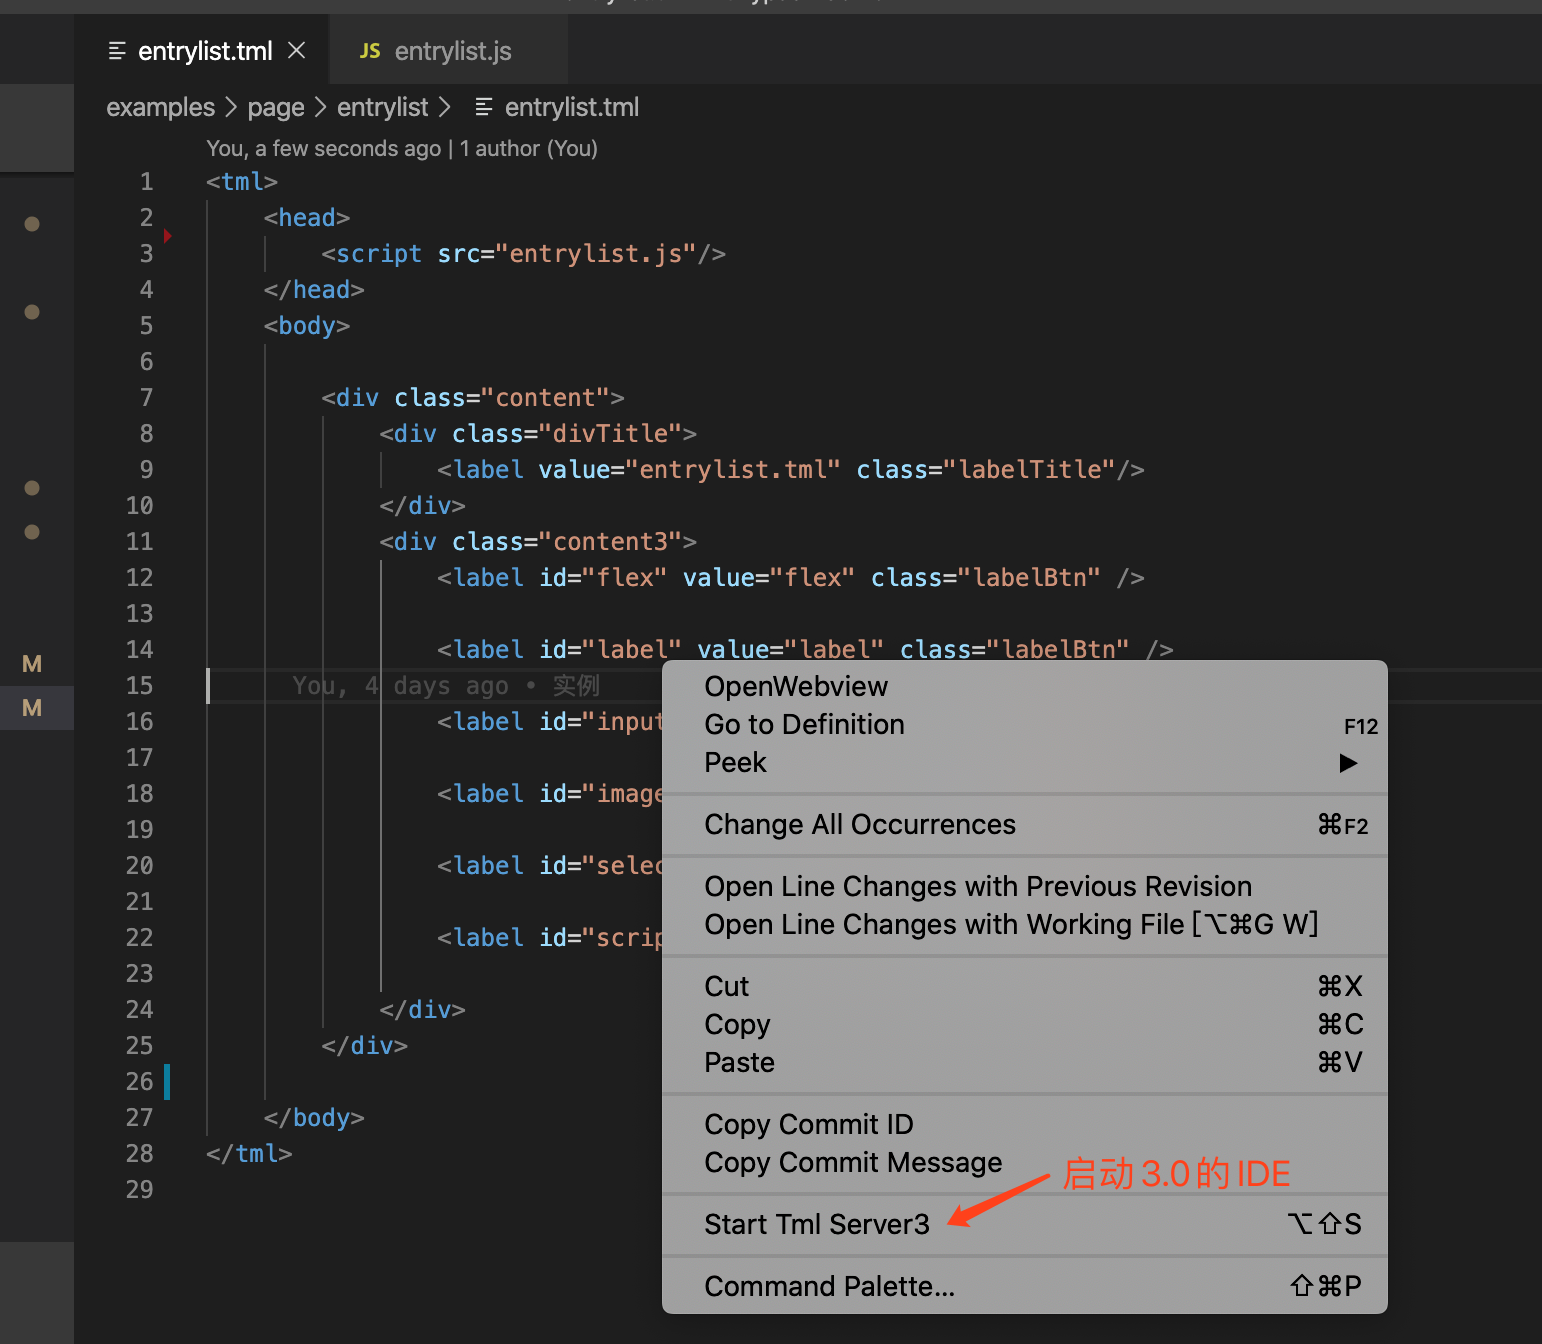 entrylist.tml
JS entrylist.js
examples > page > entrylist > entrylist.tml
You, a few seconds ago | 1 author (You)
1 <tml>
2 <head>
3 <script src="entrylist.js"/>
4 </head>
5 <body>
6
7 <div class="content">
8 <div class="divTitle">
9 <label value="entrylist.tml" class="labelTitle"/>
10 </div>
11 <div class="content3">
12 <label id="flex" value="flex" class="labelBtn" />
13
14 <label id="label" value="label" class="labelBtn" />
M
15 You, 4 days ago • 实例
M
16 <label id="input
17
18 <label id="image
19
20 <label id="selec
21
22 <label id="scrip
23
24 </div>
25 </div>
26
27 </body>
28 </tml>
29
OpenWebview
Go to Definition F12
Peek ▶
Change All Occurrences ⌘F2
Open Line Changes with Previous Revision
Open Line Changes with Working File [⌥⌘G W]
Cut ⌘X
Copy ⌘C
Paste ⌘V
Copy Commit ID
Copy Commit Message
启动3.0的IDE
Start Tml Server3 ⌥⇧S
Command Palette... ⇧⌘P